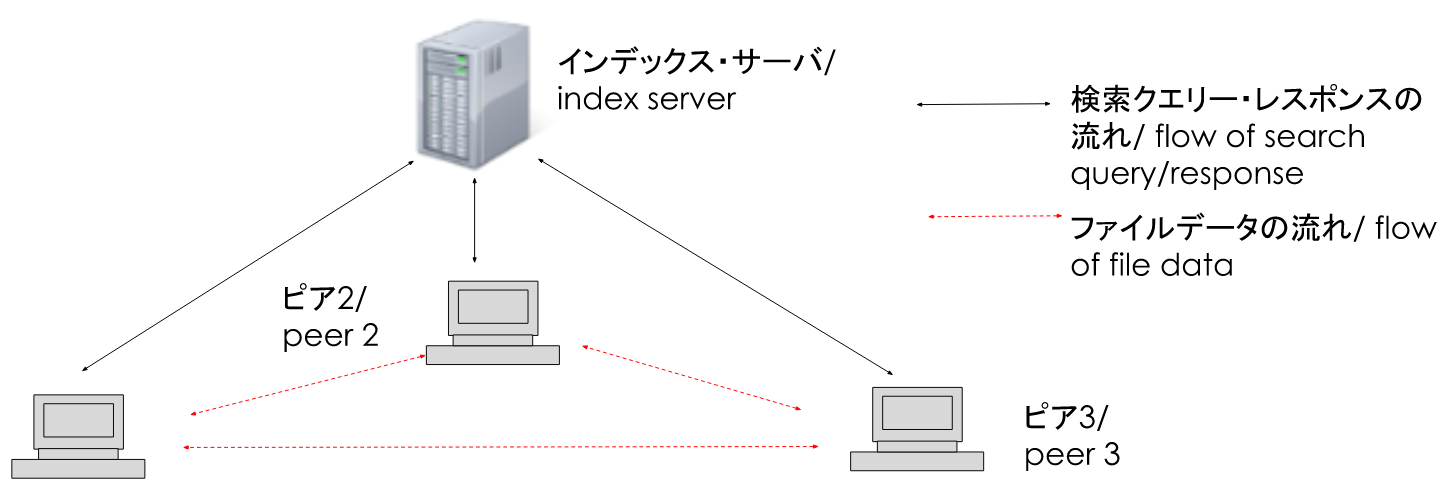 インデックス・サーバ/
index server
検索クエリー・レスポンスの
流れ/ flow of search
query/response
ファイルデータの流れ/ flow
of file data
ピア2/
peer 2
ピア3/
peer 3